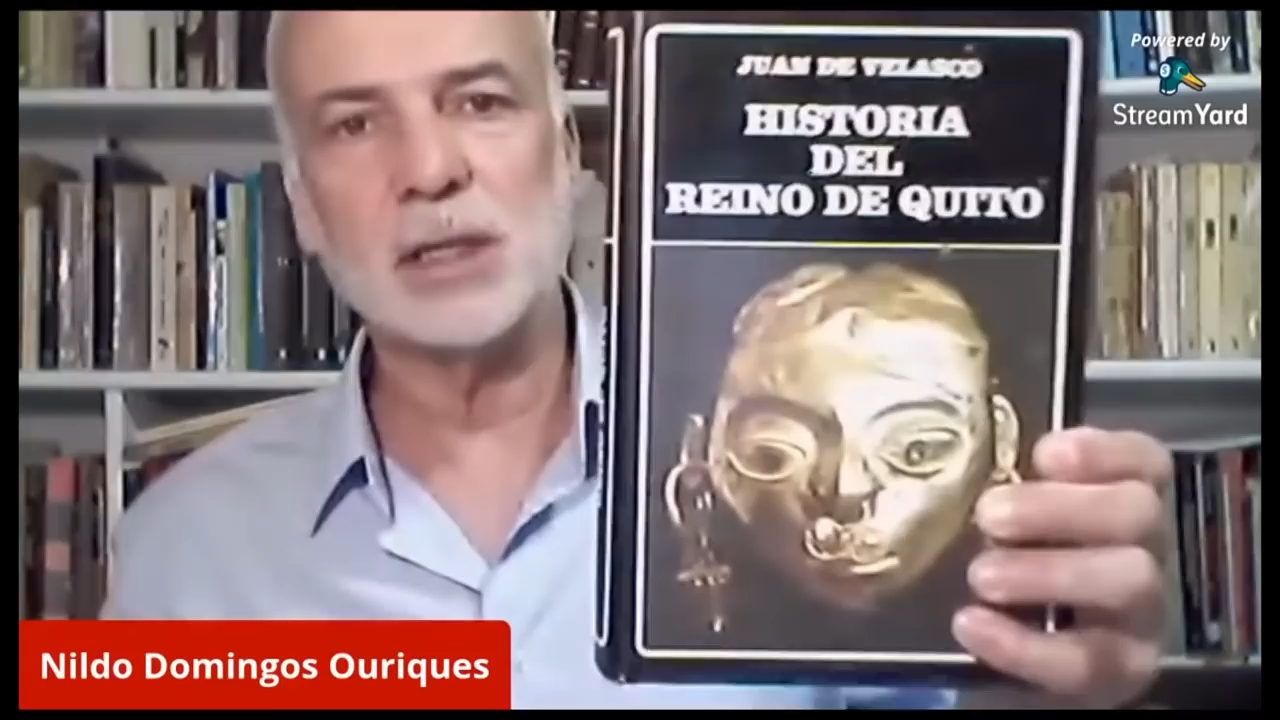 JUAN DE VELASCO
HISTORIA
DEL
REINO DE QUITO
Powered by
StreamYard
Nildo Domingos Ouriques